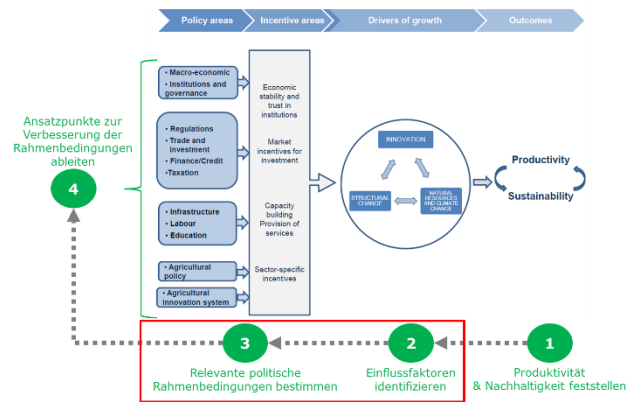 Policy areas
Incentive areas
Drivers of growth
Outcomes
• Macro-economic
• Institutions and
governance
• Regulations
• Trade and
investment
• Finance/Credit
• Taxation
• Infrastructure
• Labour
• Education
• Agricultural
policy
• Agricultural
Innovation system
Economic
stability and
trust in
institutions
Market
incentives for
investment
Capacity
building
Provision of
services
Sector-specific
incentives
INNOVATION
STRUCTURAL
CHANGE
NATURAL
RESOURCES
AND CLIMATE
CHANGE
Productivity
Sustainability
Ansatzpunkte zur
Verbesserung der
Rahmenbedingungen
ableiten
4
3
Relevante politische
Rahmenbedingungen bestimmen
2
Einflussfaktoren
identifizieren
1
Produktivität
& Nachhaltigkeit feststellen